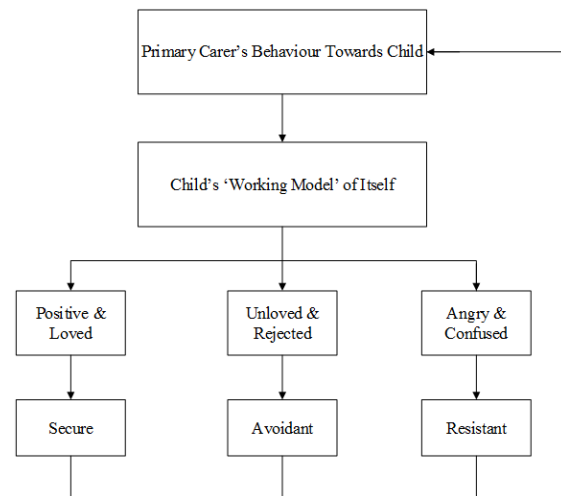 Primary Carer’s Behaviour Towards Child
Child’s ‘Working Model’ of Itself
Positive &
Loved
Unloved &
Rejected
Angry &
Confused
Secure
Avoidant
Resistant